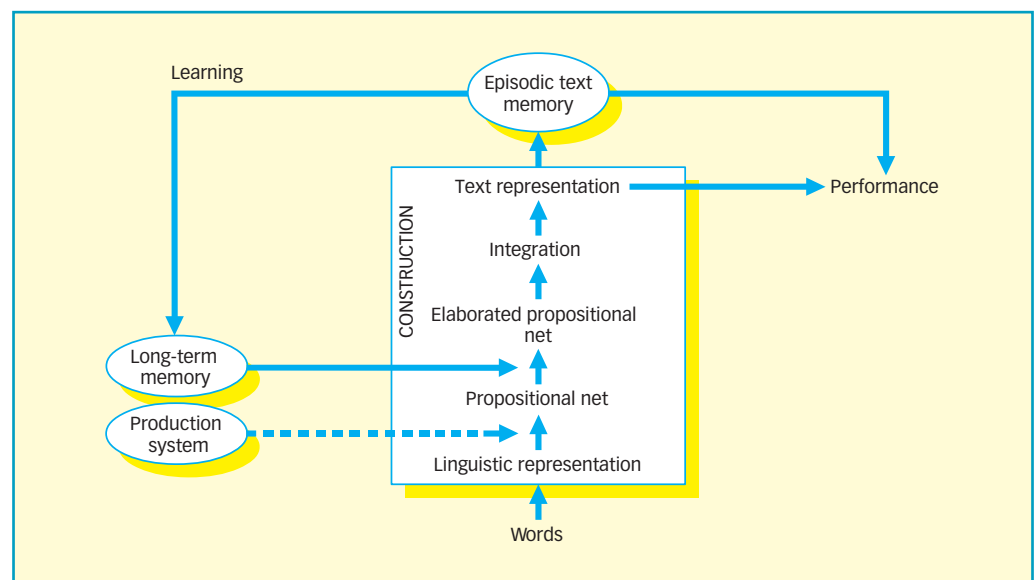 Learning
Episodic text
memory
Text representation
Performance
CONSTRUCTION
Integration
Elaborated propositional
net
Long-term
memory
Propositional net
Production
system
Linguistic representation
Words